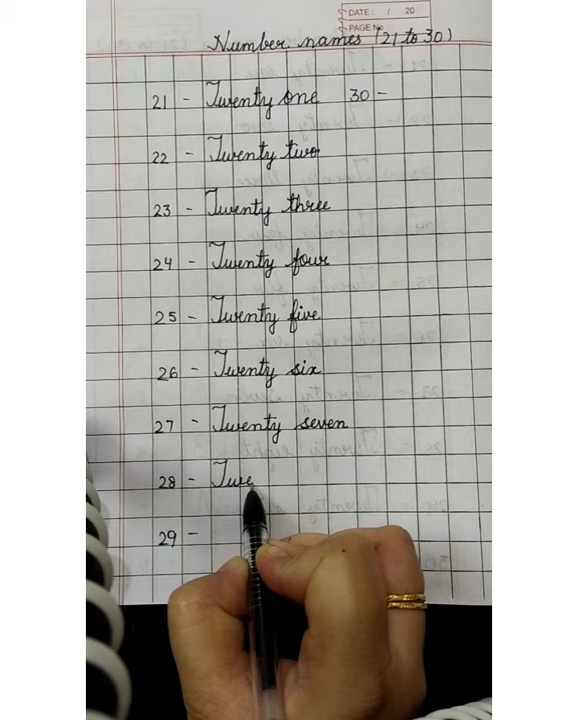 DATE: / 20
PAGE No.
Number names (21 to 30)
21 - Twenty one 30 -
22 - Twenty two
23 - Twenty three
24 - Twenty four
25 - Twenty five
26 - Twenty six
27 - Twenty seven
28 - Twe
29 -